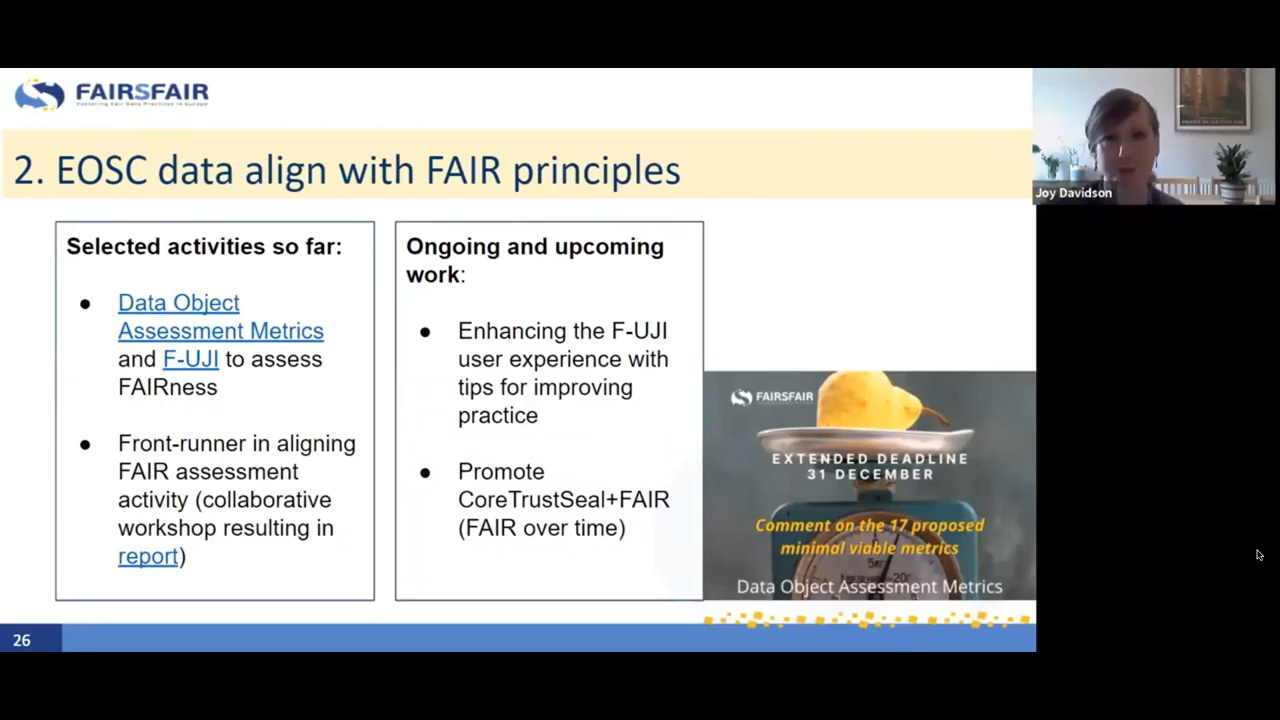 FAIRSFAIR
Fostering Fair Data Practices in Europe
2. EOSC data align with FAIR principles
Joy Davidson
Selected activities so far:
● Data Object
Assessment Metrics
and F-UJI to assess
FAIRness
● Front-runner in aligning
FAIR assessment
activity (collaborative
workshop resulting in
report)
Ongoing and upcoming
work:
● Enhancing the F-UJI
user experience with
tips for improving
practice
● Promote
CoreTrustSeal+FAIR
(FAIR over time)
FAIRSFAIR
EXTENDED DEADLINE
31 DECEMBER
Comment on the 17 proposed
minimal viable metrics
Data Object Assessment Metrics
26